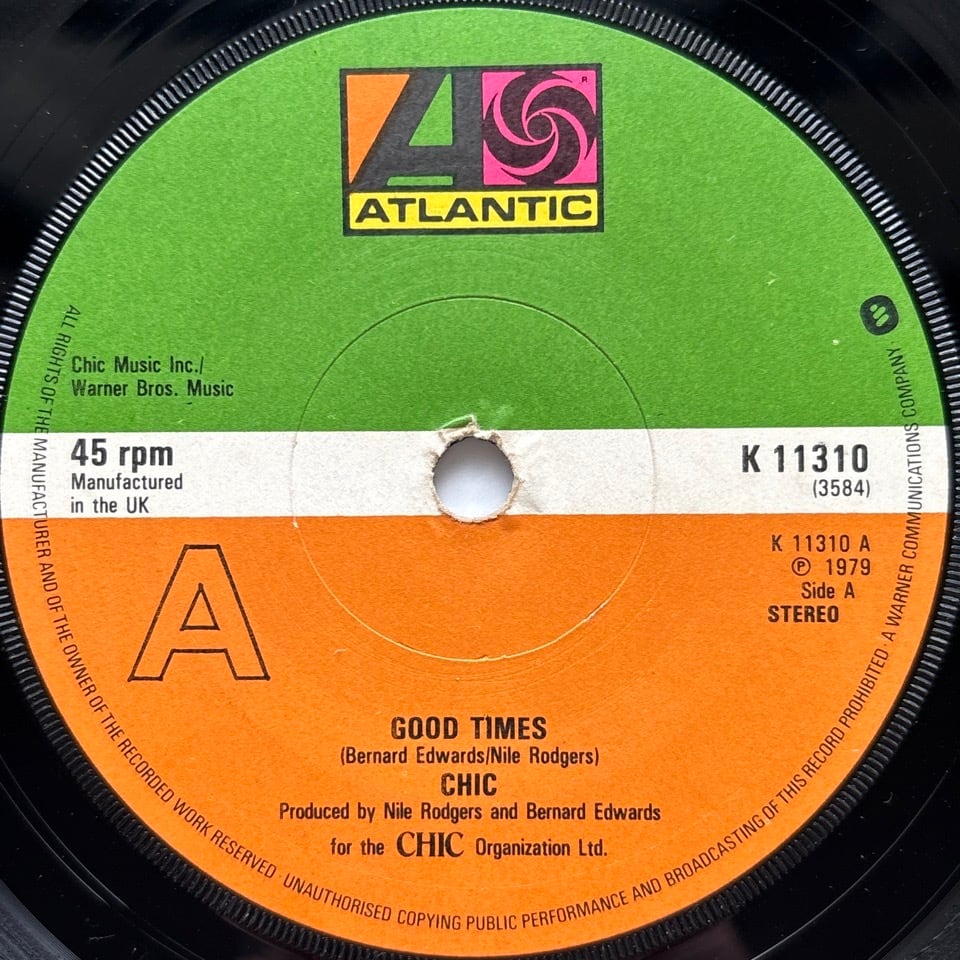 ATLANTIC
R
Chic Music Inc./
Warner Bros. Music
45 rpm
Manufactured
in the UK
K 11310
(3584)
K 11310 A
℗ 1979
Side A
STEREO
A
GOOD TIMES
(Bernard Edwards/Nile Rodgers)
CHIC
Produced by Nile Rodgers and Bernard Edwards
for the CHIC Organization Ltd.
ALL RIGHTS OF THE MANUFACTURER AND OF THE OWNER OF THE RECORDED WORK RESERVED · UNAUTHORISED COPYING PUBLIC PERFORMANCE AND BROADCASTING OF THIS RECORD PROHIBITED · A WARNER COMMUNICATIONS COMPANY